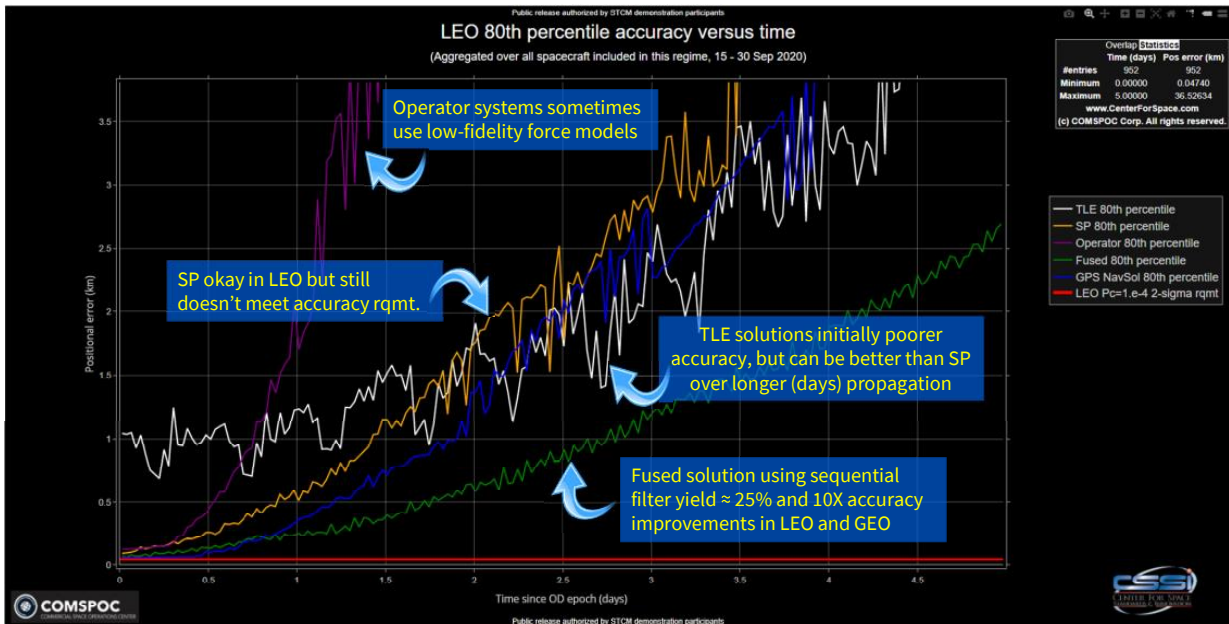 Public release authorized by STCM demonstration participants
LEO 80th percentile accuracy versus time
(Aggregated over all spacecraft included in this regime, 15 - 30 Sep 2020)
Overlap Statistics
Time (days) Pos error (km)
#entries 952 952
Minimum 0.00000 0.04740
Maximum 5.00000 36.52634
www.CenterForSpace.com
(c) COMSPOC Corp. All rights reserved.
Operator systems sometimes
use low-fidelity force models
TLE 80th percentile
SP 80th percentile
Operator 80th percentile
Fused 80th percentile
GPS NavSol 80th percentile
LEO Pc=1.e-4 2-sigma rqmt
SP okay in LEO but still
doesn't meet accuracy rqmt.
TLE solutions initially poorer
accuracy, but can be better than SP
over longer (days) propagation
Fused solution using sequential
filter yield ≈ 25% and 10X accuracy
improvements in LEO and GEO
Positional error (km)
3.5
3
2.5
2
1.5
1
0.5
0
0 0.5 1 1.5 2 2.5 3 3.5 4 4.5
Time since OD epoch (days)
COMSPOC
COMMERCIAL SPACE OPERATIONS CENTER
CSSI
CENTER FOR SPACE
Public release authorized by STCM demonstration participants